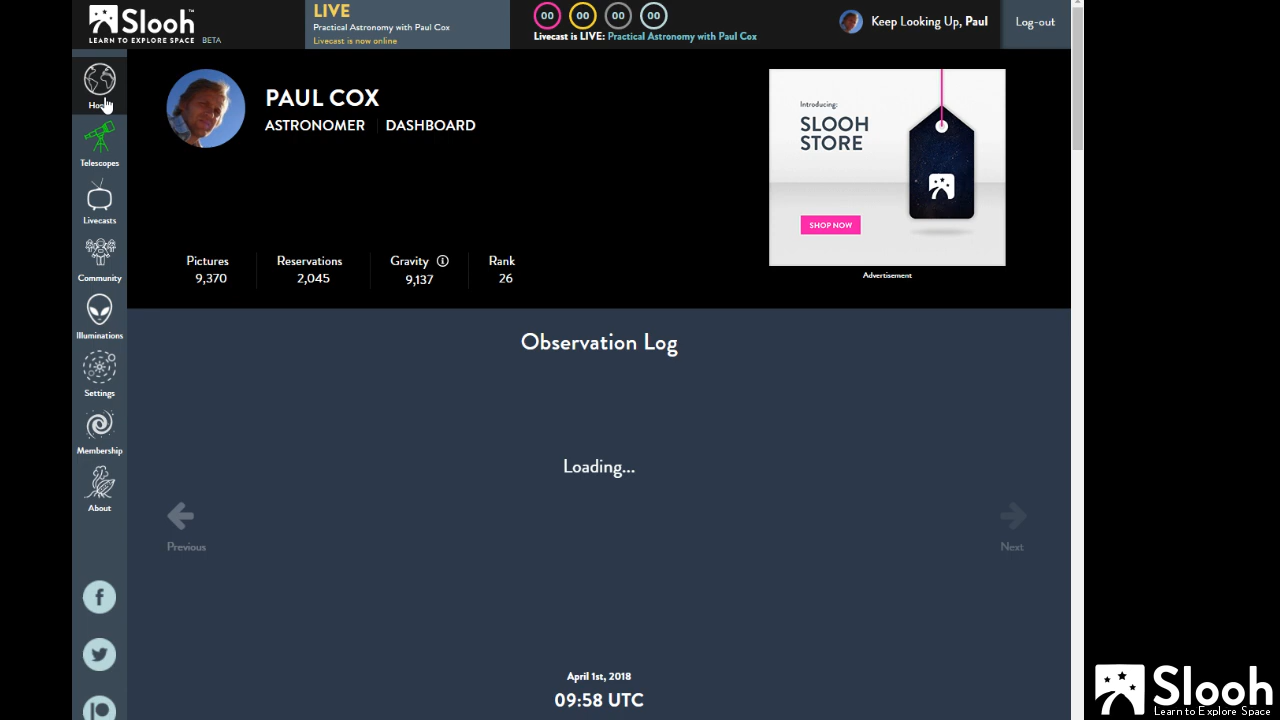 Slooh™
LEARN TO EXPLORE SPACE BETA
LIVE
Practical Astronomy with Paul Cox
Livecast is now online
00 00 00 00
Livecast is LIVE: Practical Astronomy with Paul Cox
Keep Looking Up, Paul
Log-out
Telescopes
Livecasts
Community
Illuminations
Settings
Membership
About
PAUL COX
ASTRONOMER DASHBOARD
Pictures
9,370
Reservations
2,045
Gravity
9,137
Rank
26
Introducing:
SLOOH
STORE
SHOP NOW
Advertisement
Observation Log
Loading...
Previous
Next
April 1st, 2018
09:58 UTC
Slooh
Learn to Explore Space